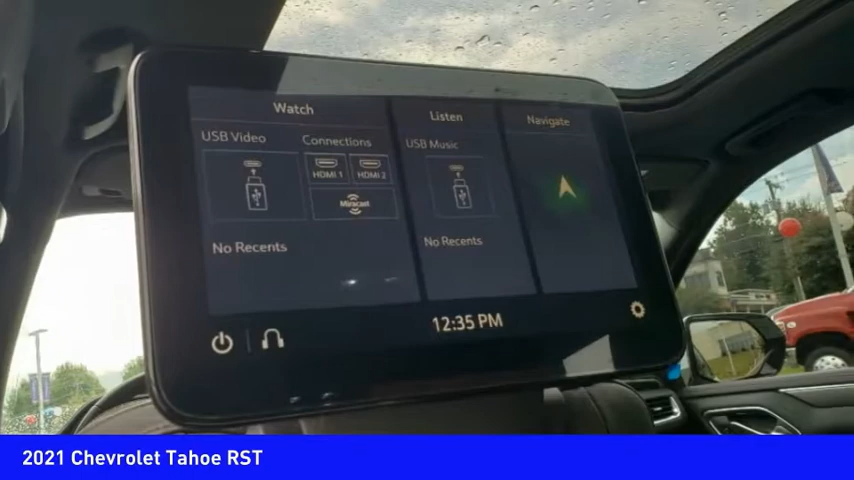 Watch
Listen
Navigate
USB Video
Connections
USB Music
HDMI 1
HDMI 2
Miracast
No Recents
No Recents
12:35 PM
2021 Chevrolet Tahoe RST